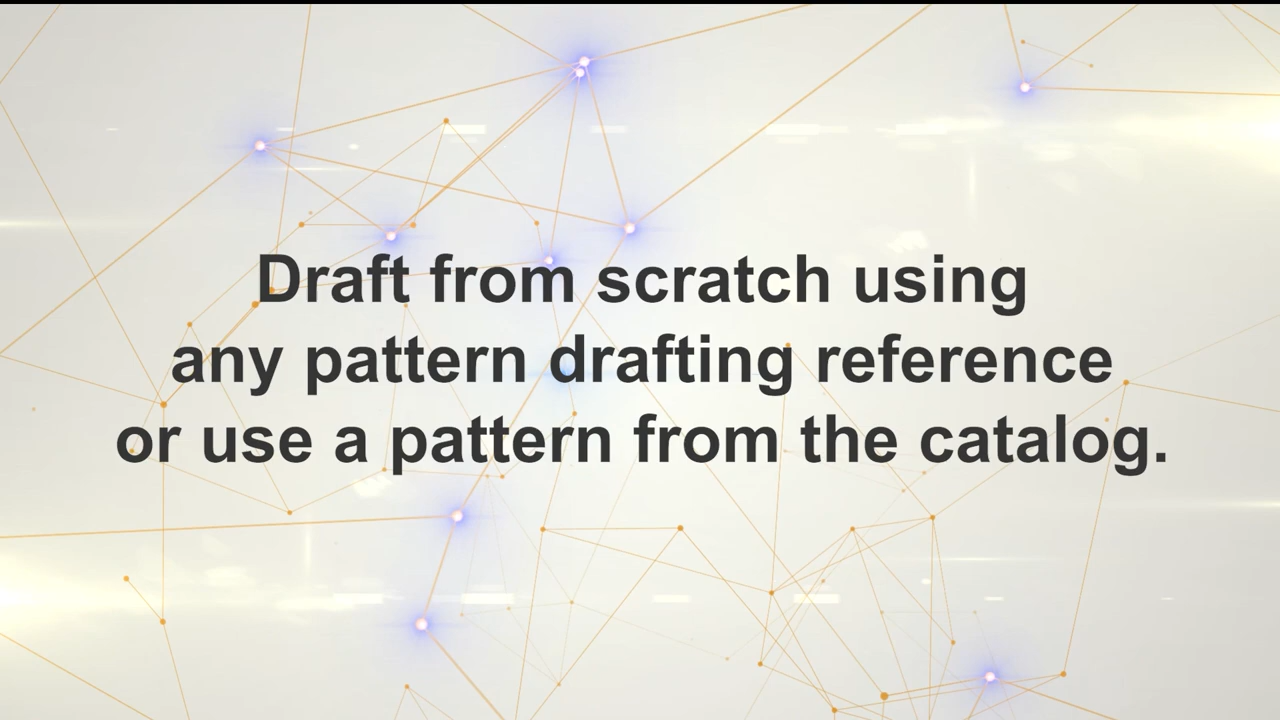 Draft from scratch using
any pattern drafting reference
or use a pattern from the catalog.